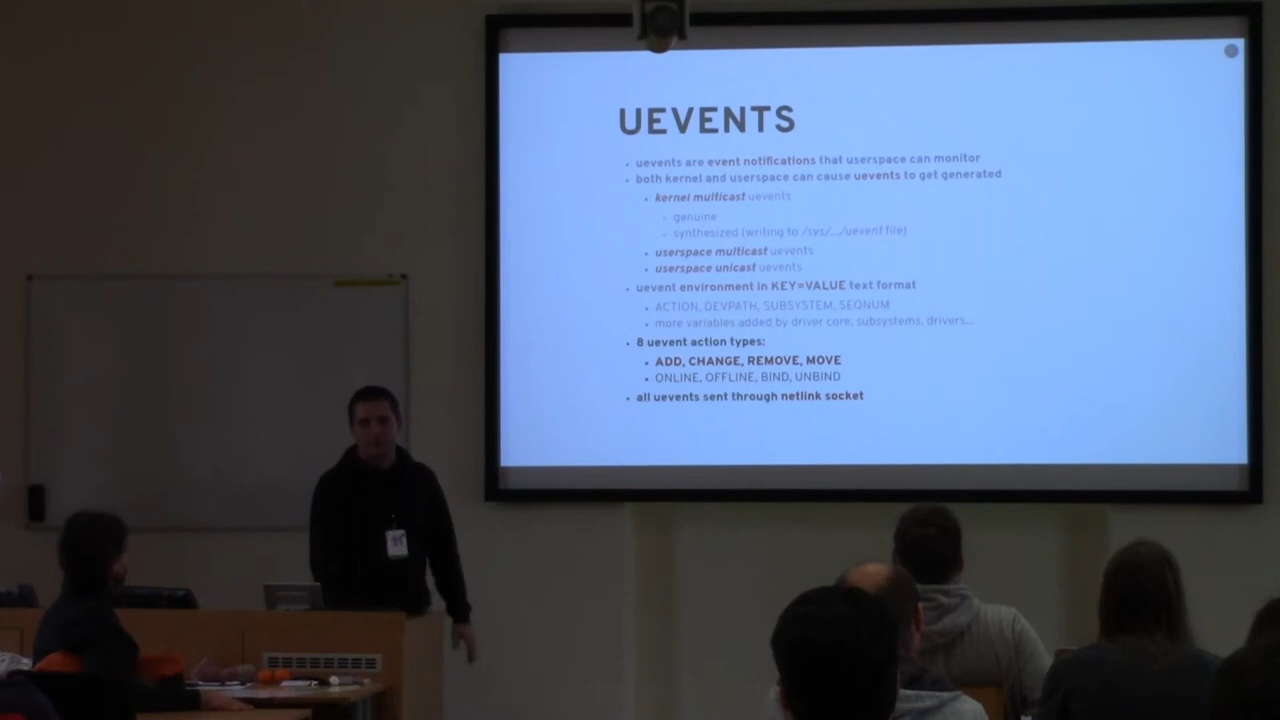 UEVENTS
• uevents are event notifications that userspace can monitor
• both kernel and userspace can cause uevents to get generated
• kernel multicast uevents
• genuine
• synthesized (writing to /sys/.../uevent file)
• userspace multicast uevents
• userspace unicast uevents
• uevent environment in KEY=VALUE text format
• ACTION, DEVPATH, SUBSYSTEM, SEQNUM
• more variables added by driver core, subsystems, drivers...
• 8 uevent action types:
• ADD, CHANGE, REMOVE, MOVE
• ONLINE, OFFLINE, BIND, UNBIND
• all uevents sent through netlink socket